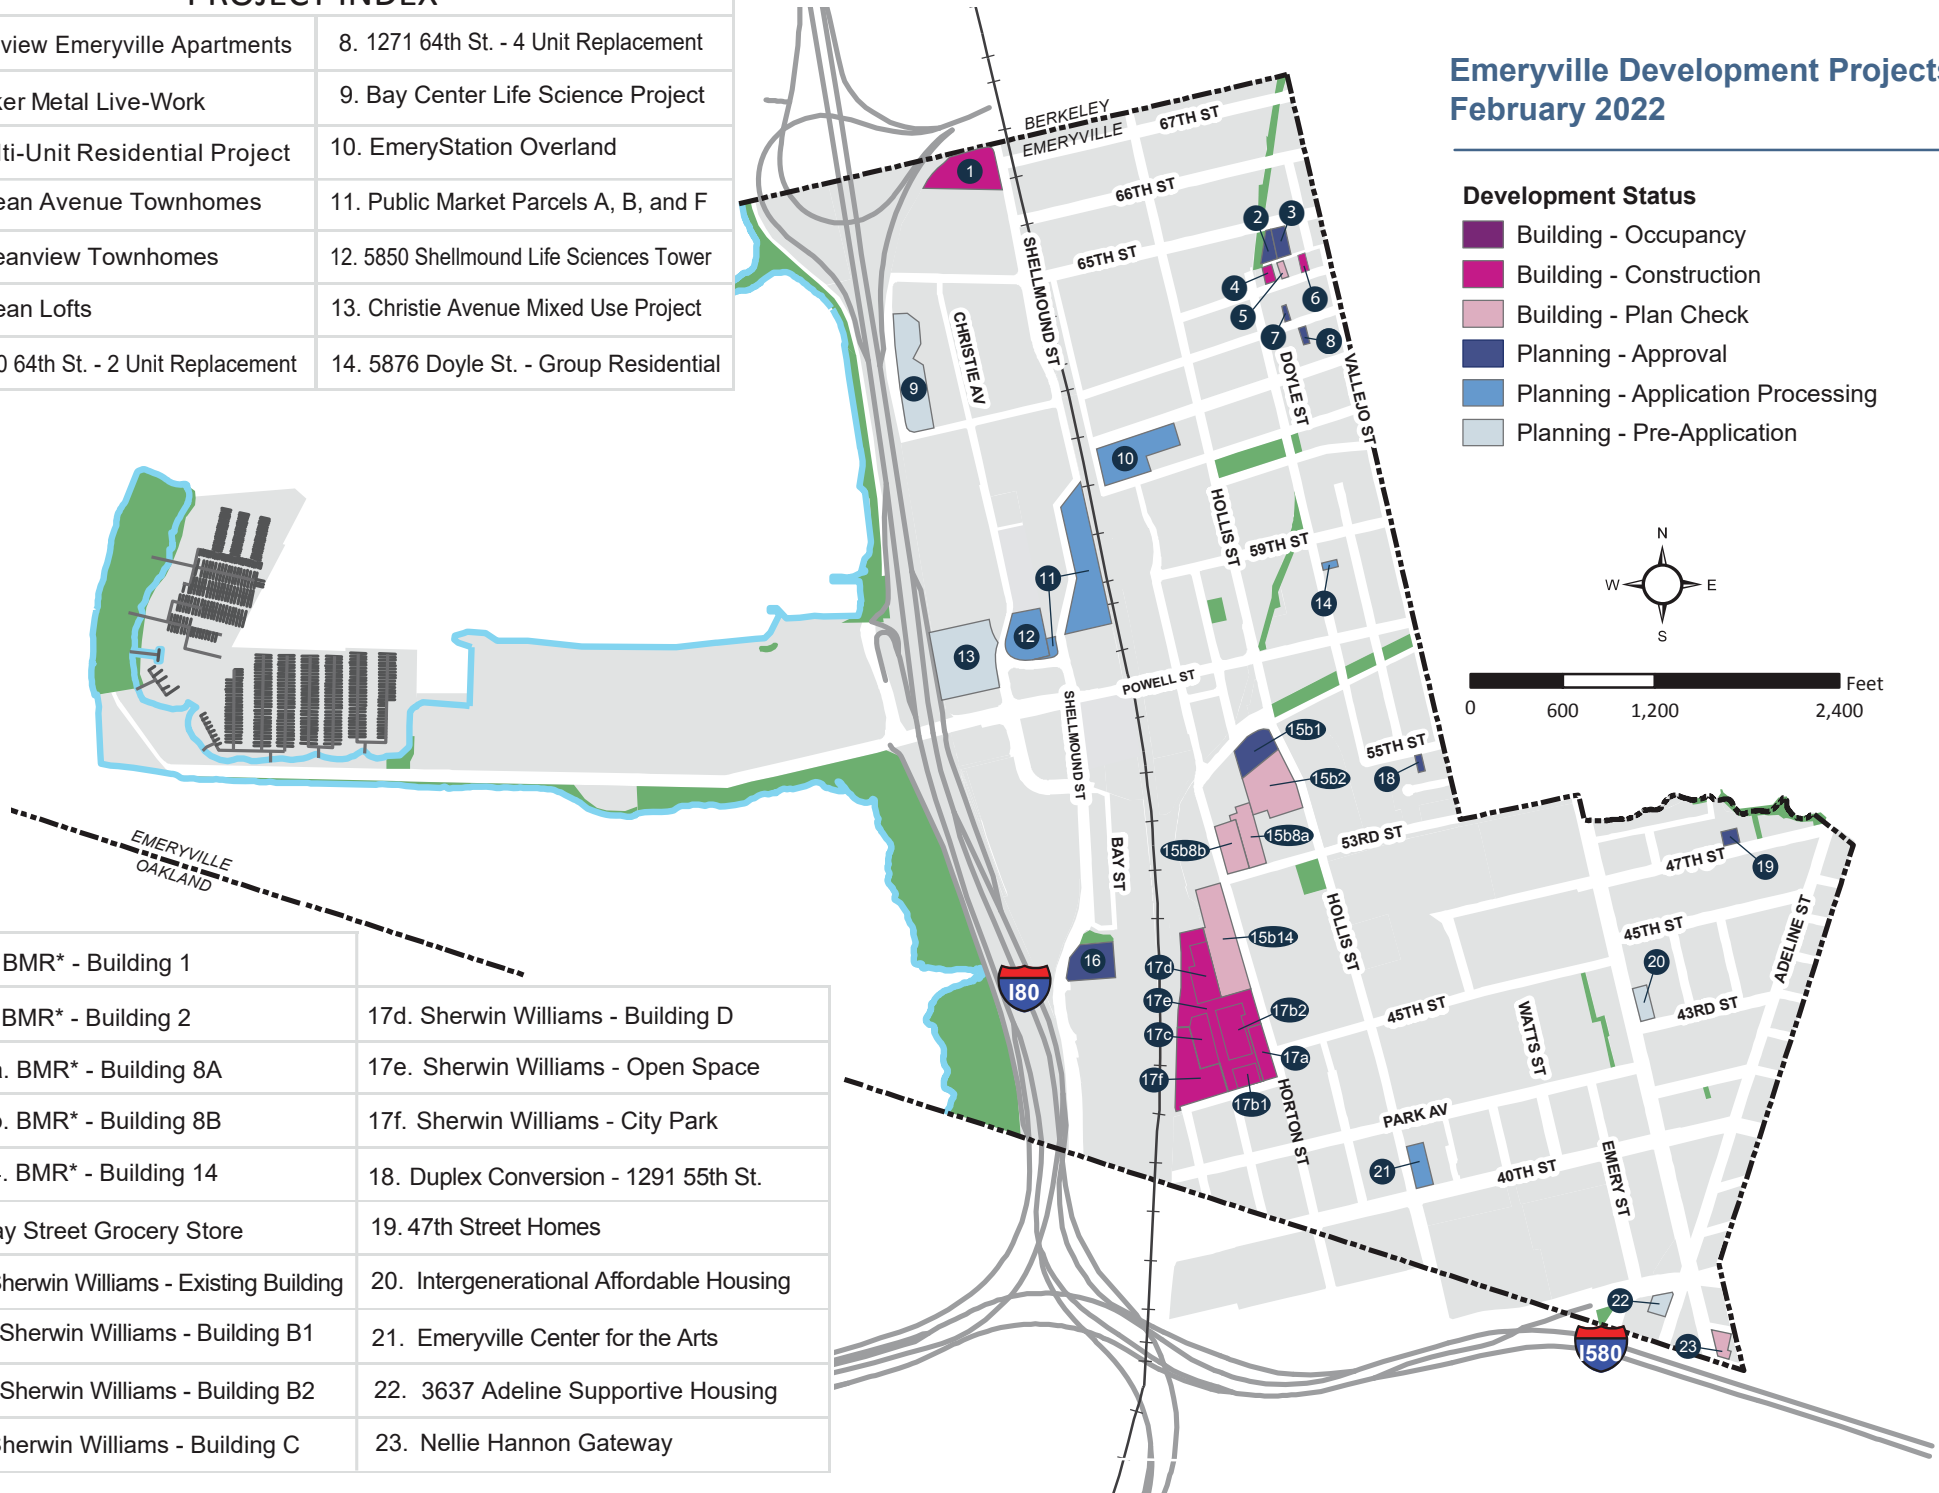 PROJECT INDEX
view Emeryville Apartments
8. 1271 64th St. - 4 Unit Replacement
ker Metal Live-Work
9. Bay Center Life Science Project
lti-Unit Residential Project
10. EmeryStation Overland
ean Avenue Townhomes
11. Public Market Parcels A, B, and F
eanview Townhomes
12. 5850 Shellmound Life Sciences Tower
ean Lofts
13. Christie Avenue Mixed Use Project
0 64th St. - 2 Unit Replacement
14. 5876 Doyle St. - Group Residential
Emeryville Development Projects
February 2022
Development Status
Building - Occupancy
Building - Construction
Building - Plan Check
Planning - Approval
Planning - Application Processing
Planning - Pre-Application
N
W
E
S
Feet
0
600
1,200
2,400
BERKELEY
EMERYVILLE
67TH ST
66TH ST
65TH ST
SHELLMOUND ST
CHRISTIE AV
DOYLE ST
VALLEJO ST
HOLLIS ST
59TH ST
POWELL ST
SHELLMOUND ST
BAY ST
55TH ST
53RD ST
47TH ST
45TH ST
43RD ST
ADELINE ST
HOLLIS ST
45TH ST
WATTS ST
PARK AV
HORTON ST
40TH ST
EMERY ST
EMERYVILLE
OAKLAND
I80
I580
1
2
3
4
5
6
7
8
9
10
11
12
13
14
15b1
15b2
15b8a
15b8b
15b14
16
17d
17e
17c
17f
17b2
17a
17b1
18
19
20
21
22
23
BMR* - Building 1
BMR* - Building 2
17d. Sherwin Williams - Building D
. BMR* - Building 8A
17e. Sherwin Williams - Open Space
. BMR* - Building 8B
17f. Sherwin Williams - City Park
. BMR* - Building 14
18. Duplex Conversion - 1291 55th St.
ay Street Grocery Store
19. 47th Street Homes
Sherwin Williams - Existing Building
20. Intergenerational Affordable Housing
Sherwin Williams - Building B1
21. Emeryville Center for the Arts
Sherwin Williams - Building B2
22. 3637 Adeline Supportive Housing
Sherwin Williams - Building C
23. Nellie Hannon Gateway